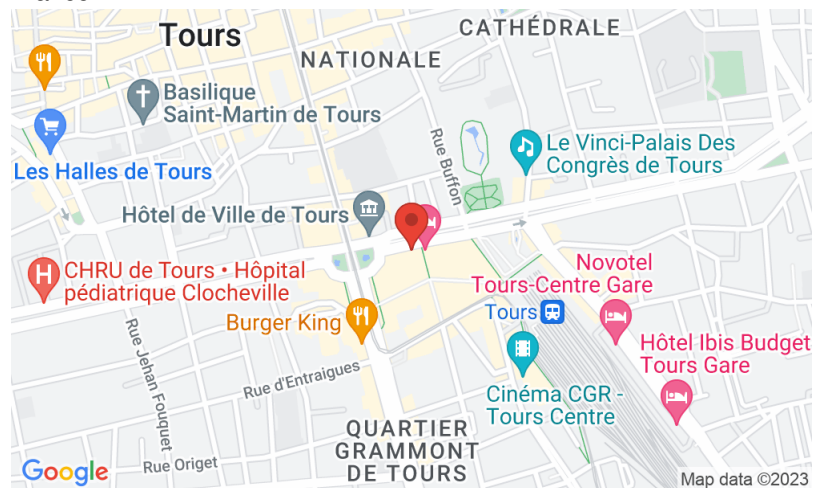 Tours
CATHÉDRALE
NATIONALE
Basilique
Saint-Martin de Tours
Rue Buffon
Le Vinci-Palais Des
Congrès de Tours
Les Halles de Tours
Hôtel de Ville de Tours
CHRU de Tours • Hôpital
pédiatrique Clocheville
Novotel
Tours-Centre Gare
Tours
Burger King
Hôtel Ibis Budget
Tours Gare
Rue Jehan Fouquet
Rue d'Entraigues
Cinéma CGR -
Tours Centre
QUARTIER
GRAMMONT
DE TOURS
Google
Rue Origet
Map data ©2023